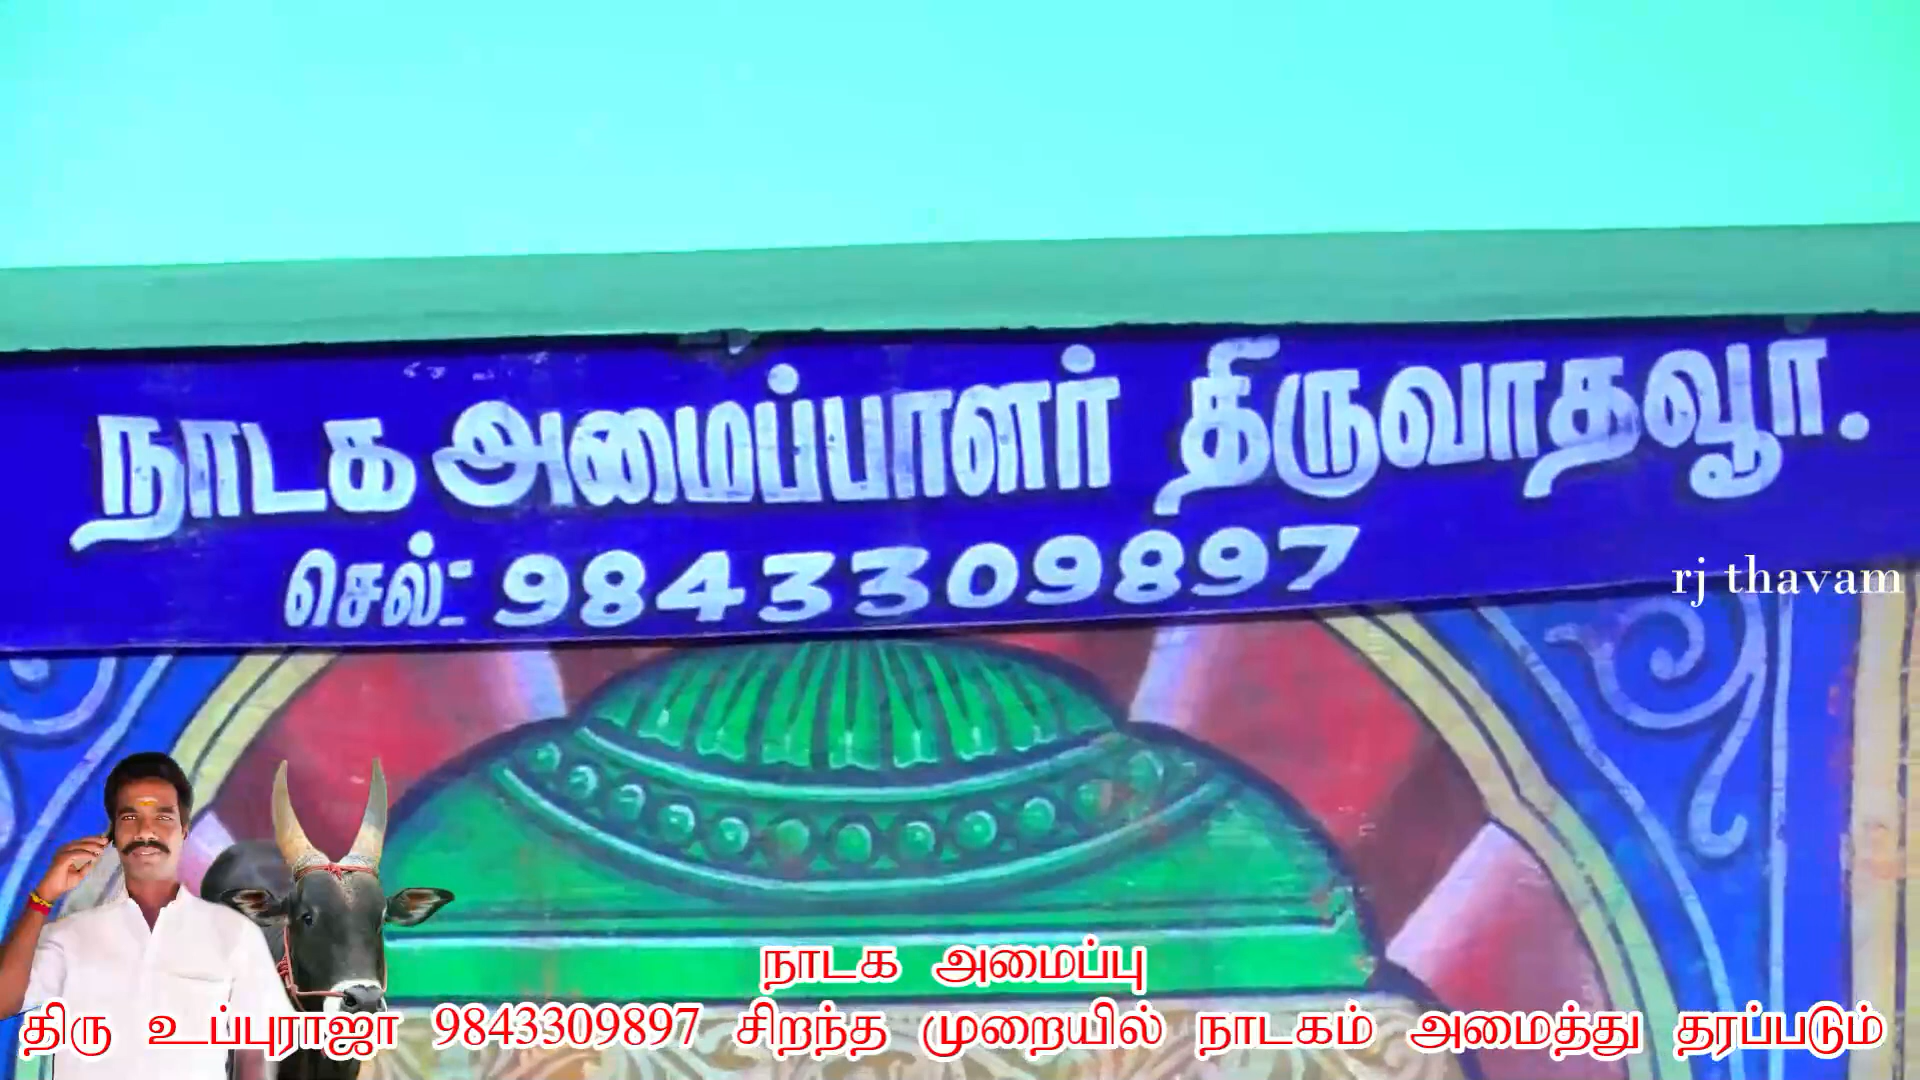 நாடக அமைப்பாளர் திருவாதவூர்.
செல்:- 9843309897
rj thavam
நாடக அமைப்பு
திரு உப்புராஜா 9843309897 சிறந்த முறையில் நாடகம் அமைத்து தரப்படும்